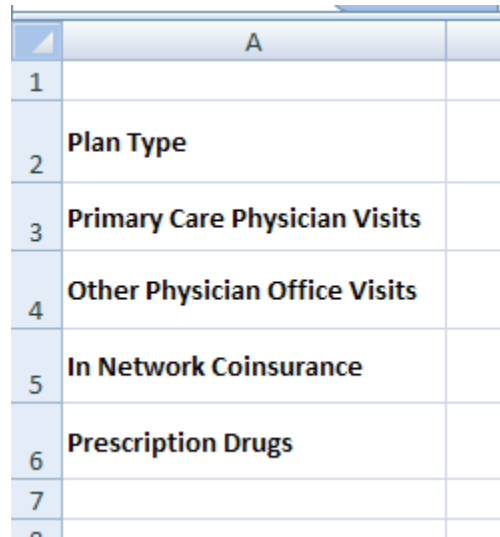 A
1
2 Plan Type
3 Primary Care Physician Visits
4 Other Physician Office Visits
5 In Network Coinsurance
6 Prescription Drugs
7